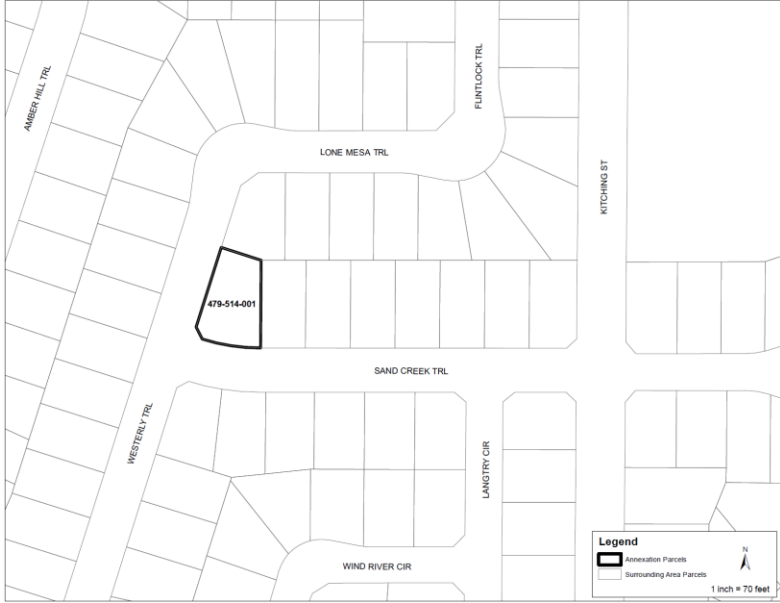 AMBER HILL TRL
FLINTLOCK TRL
LONE MESA TRL
KITCHING ST
479-514-001
SAND CREEK TRL
WESTERLY TRL
LANGTRY CIR
WIND RIVER CIR
Legend
Annexation Parcels
Surrounding Area Parcels
N
1 inch = 70 feet